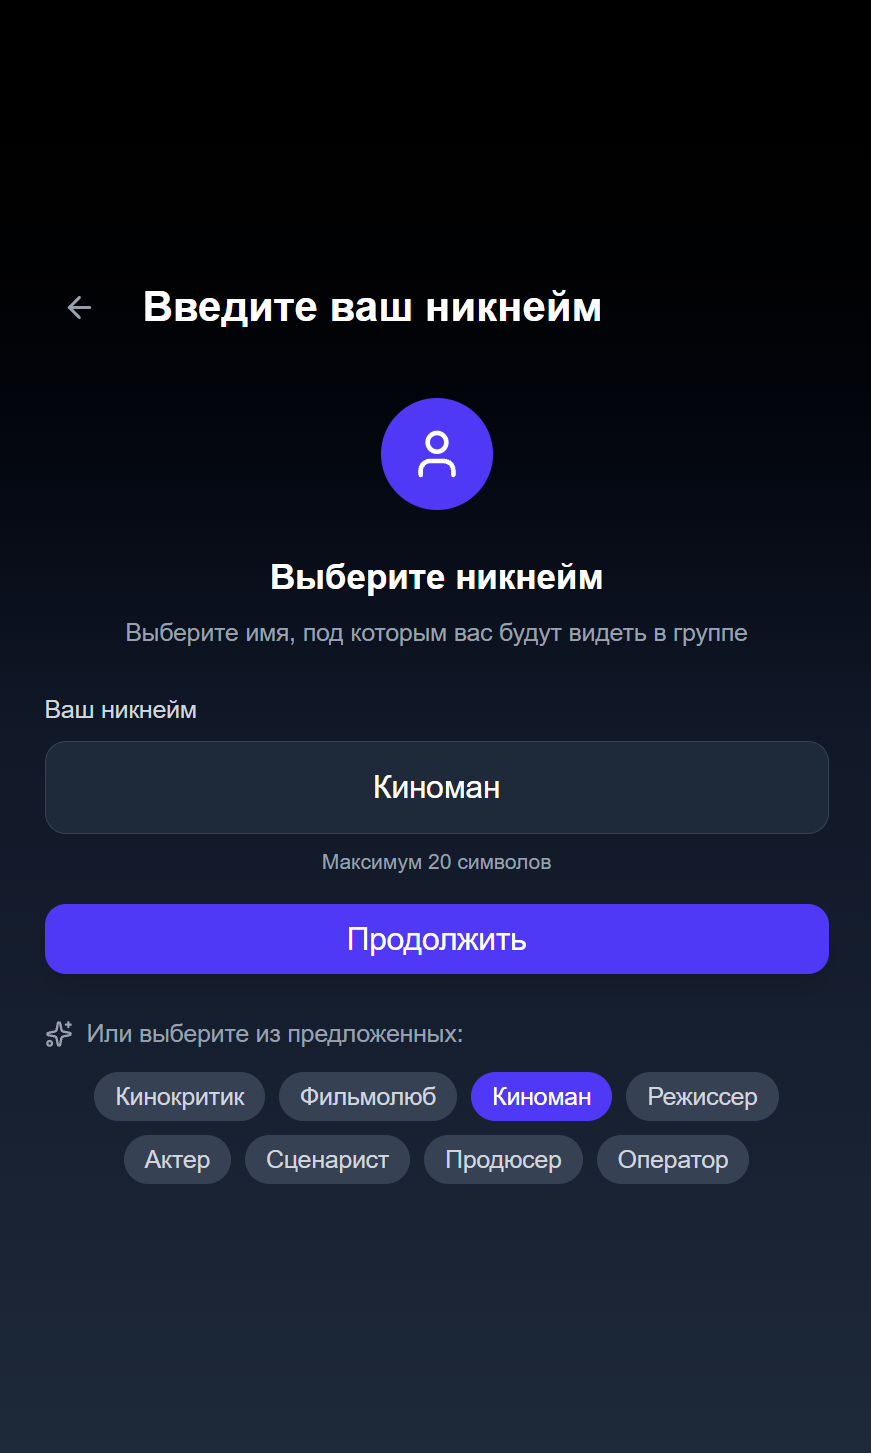 Введите ваш никнейм
Выберите никнейм
Выберите имя, под которым вас будут видеть в группе
Ваш никнейм
Киноман
Максимум 20 символов
Продолжить
Или выберите из предложенных:
Кинокритик Фильмолюб Киноман Режиссер
Актер Сценарист Продюсер Оператор